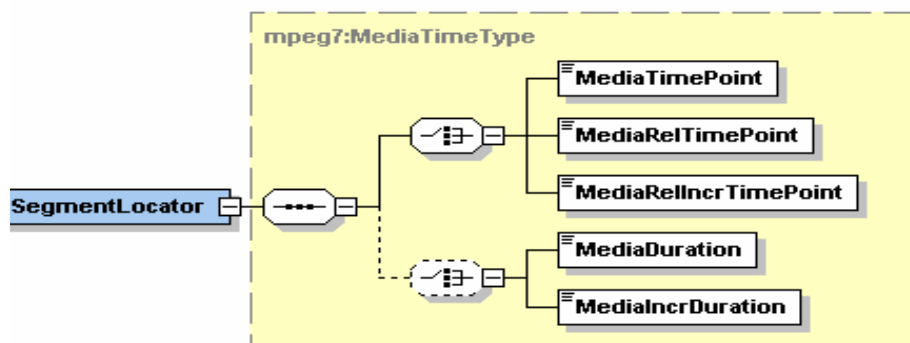 mpeg7:MediaTimeType
MediaTimePoint
MediaRelTimePoint
MediaRelIncrTimePoint
SegmentLocator
MediaDuration
MediaIncrDuration